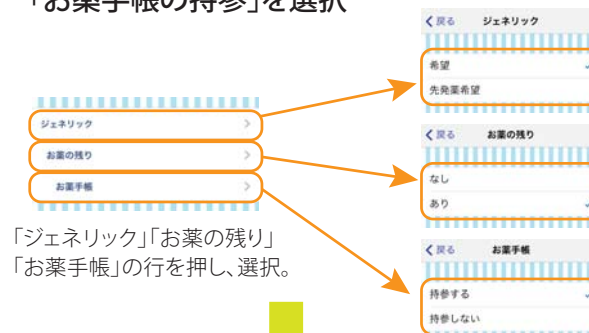 「お薬手帳の持参」を選択
ジェネリック
お薬の残り
お薬手帳
「ジェネリック」「お薬の残り」
「お薬手帳」の行を押し、選択。
戻る ジェネリック
希望
先発薬希望
戻る お薬の残り
なし
あり
戻る お薬手帳
持参する
持参しない